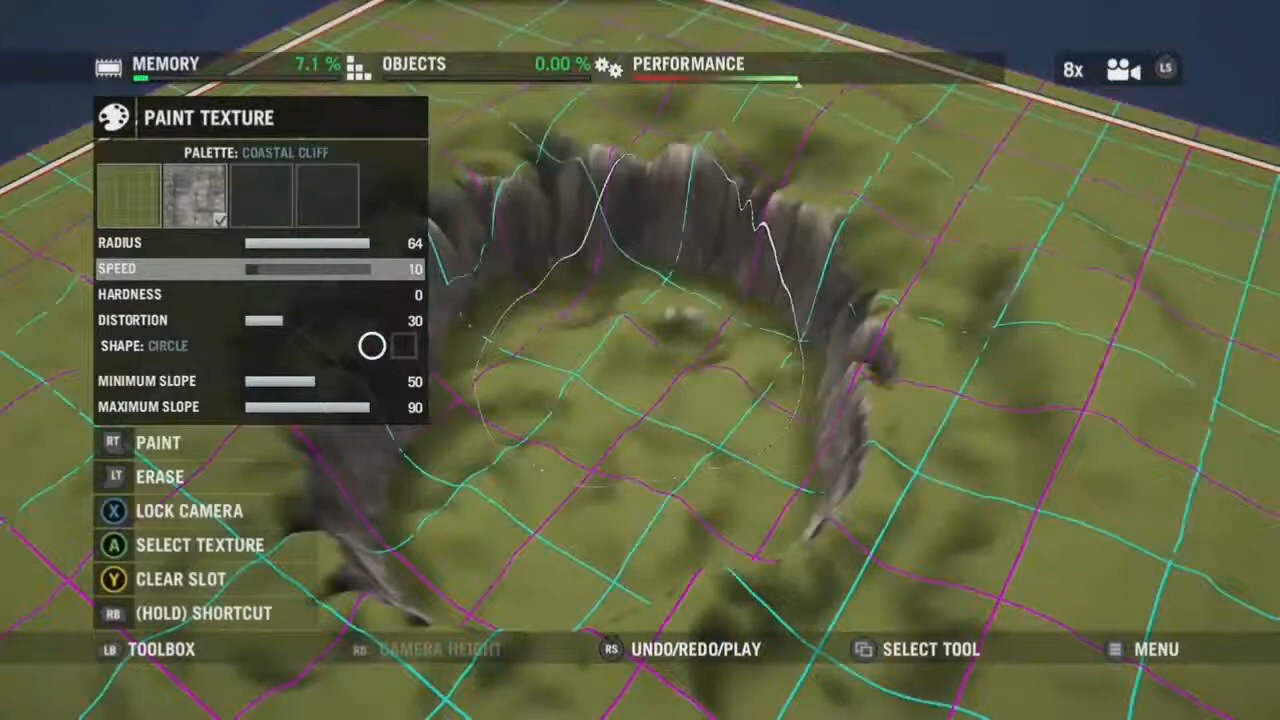 MEMORY 7.1 % OBJECTS 0.00 % PERFORMANCE 8x LS
PAINT TEXTURE
PALETTE: COASTAL CLIFF
RADIUS 64
SPEED 10
HARDNESS 0
DISTORTION 30
SHAPE: CIRCLE
MINIMUM SLOPE 50
MAXIMUM SLOPE 90
RT PAINT
LT ERASE
X LOCK CAMERA
A SELECT TEXTURE
Y CLEAR SLOT
RB (HOLD) SHORTCUT
LB TOOLBOX RB CAMERA HEIGHT RS UNDO/REDO/PLAY SELECT TOOL MENU